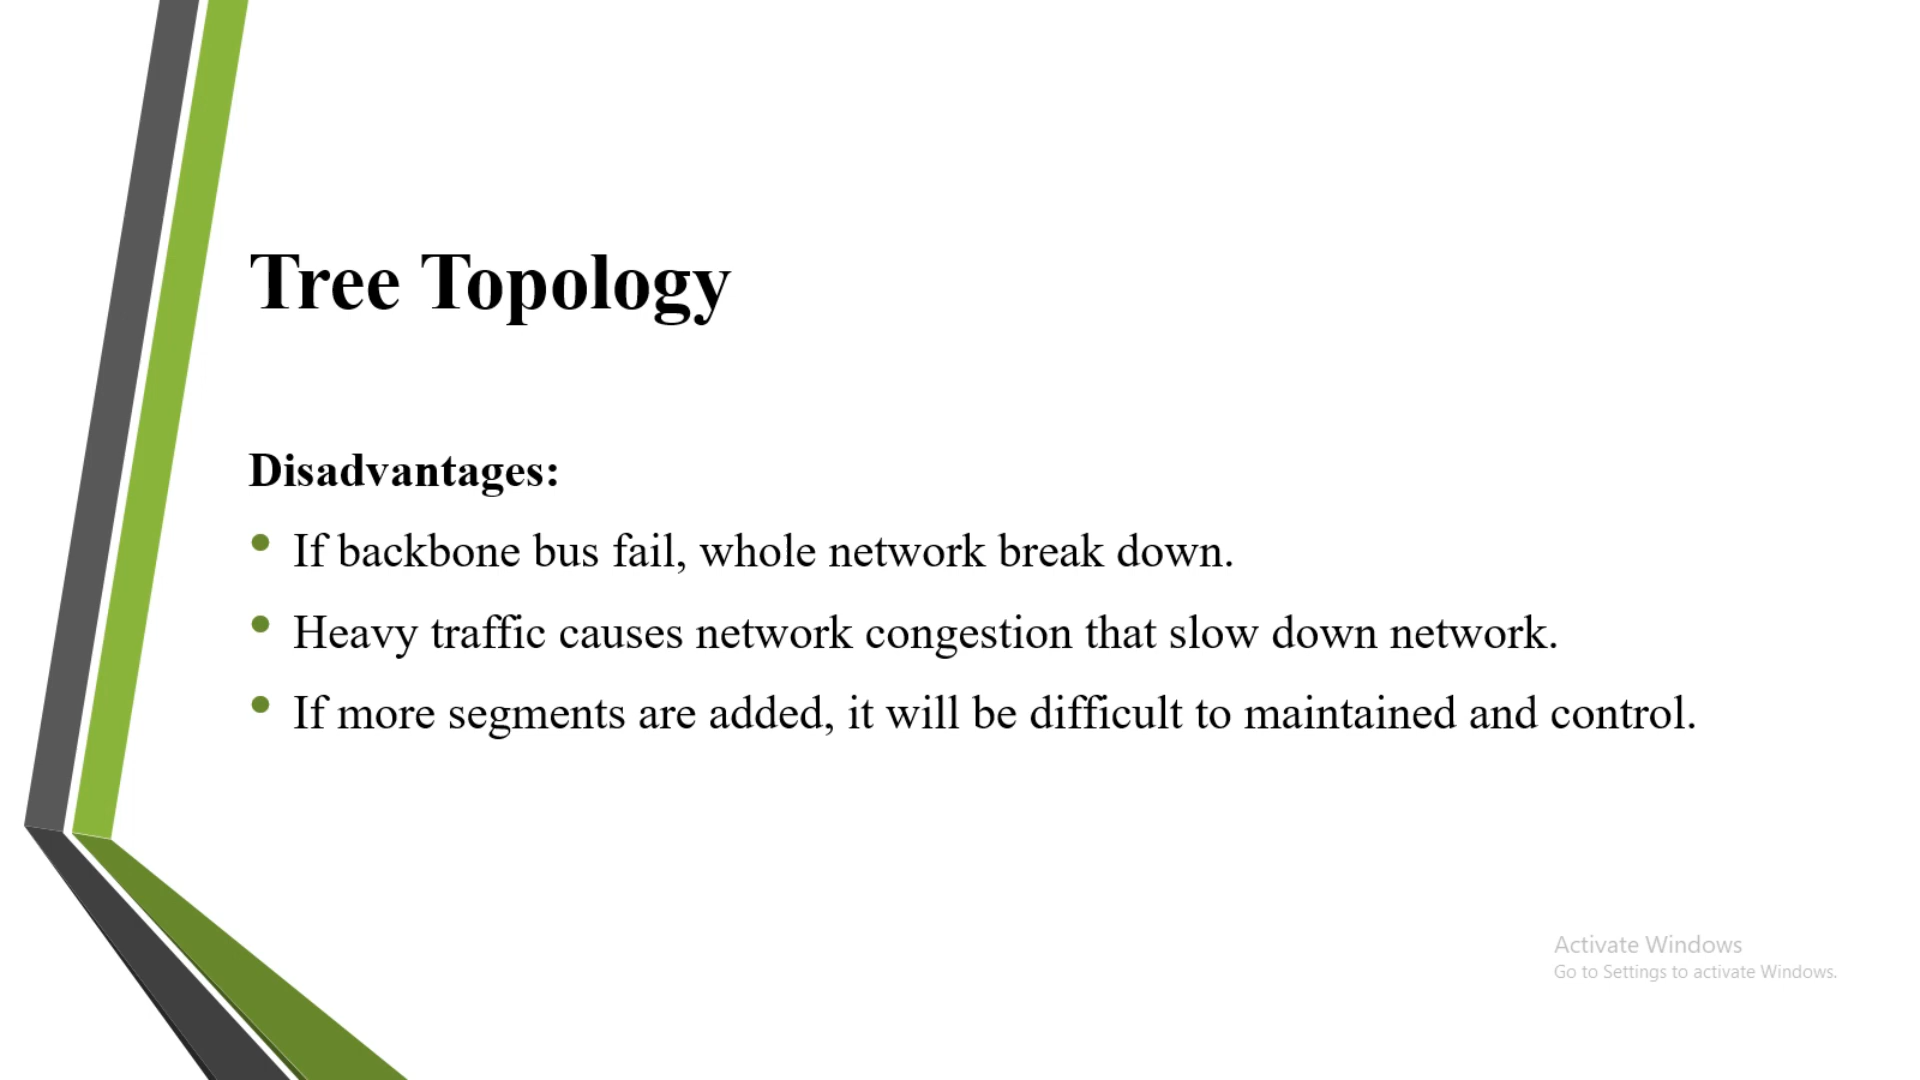 Tree Topology
Disadvantages:
• If backbone bus fail, whole network break down.
• Heavy traffic causes network congestion that slow down network.
• If more segments are added, it will be difficult to maintained and control.
Activate Windows
Go to Settings to activate Windows.